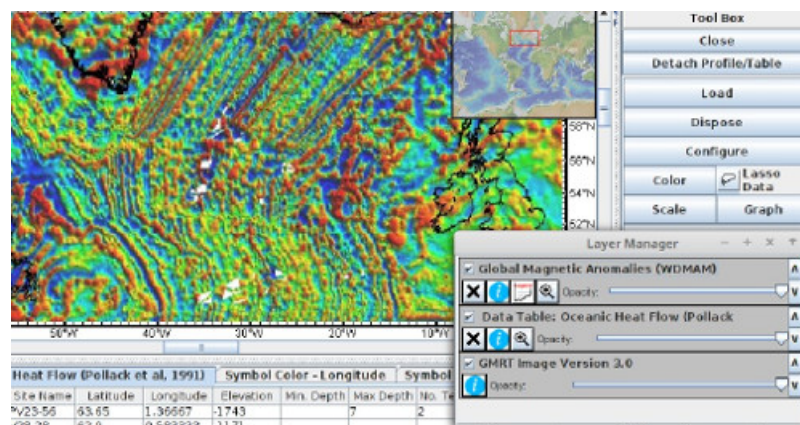 Tool Box
Close
Detach Profile/Table
Load
Dispose
Configure
Color
Lasso
Data
Scale
Graph
58°N
56°N
54°N
52°N
Layer Manager
Global Magnetic Anomalies (WDMAM)
Opacity:
Data Table: Oceanic Heat Flow (Pollack
Opacity:
GMRT Image Version 3.0
Opacity:
50°W 40°W 30°W 20°W 10°W
Heat Flow (Pollack et al, 1991) Symbol Color - Longitude Symbol
Site Name Latitude Longitude Elevation Min. Depth Max Depth No. Te
V23-56 63.65 1.36667 -1743 7 2